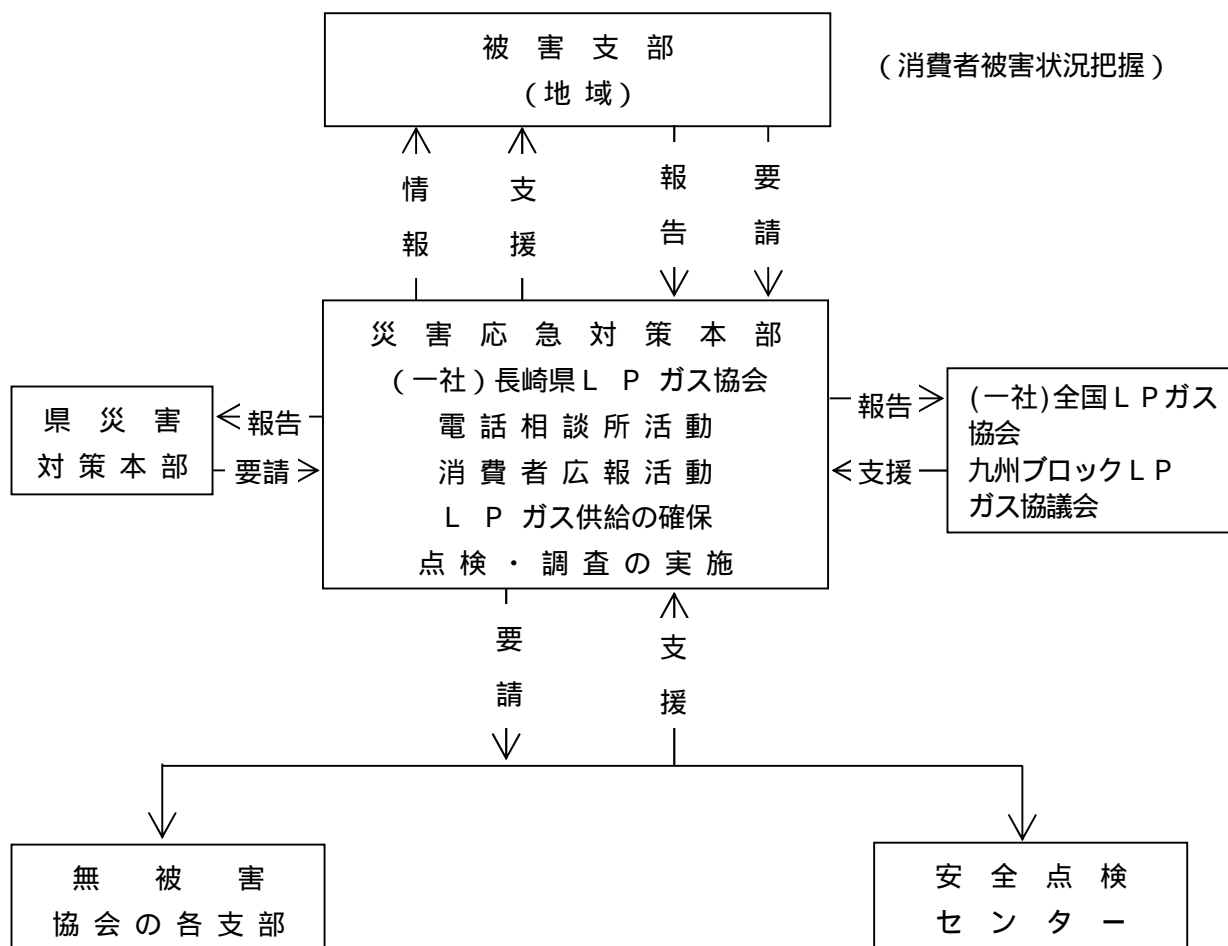 被害支部
(地域)
(消費者被害状況把握)
情報
支援
報告
要請
災害応急対策本部
(一社)長崎県LPガス協会
電話相談所活動
消費者広報活動
LPガス供給の確保
点検・調査の実施
県災害
対策本部
報告
要請
報告
支援
(一社)全国LPガス
協会
九州ブロックLP
ガス協議会
要請
支援
無被害
協会の各支部
安全点検
センター